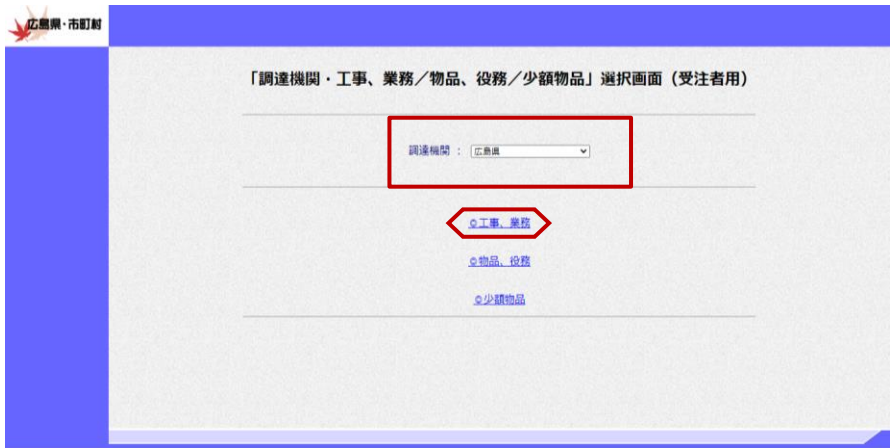 広島県・市町村
「調達機関・工事、業務／物品、役務／少額物品」選択画面（受注者用）
調達機関 ： 広島県
◎工事、業務
◎物品、役務
◎少額物品